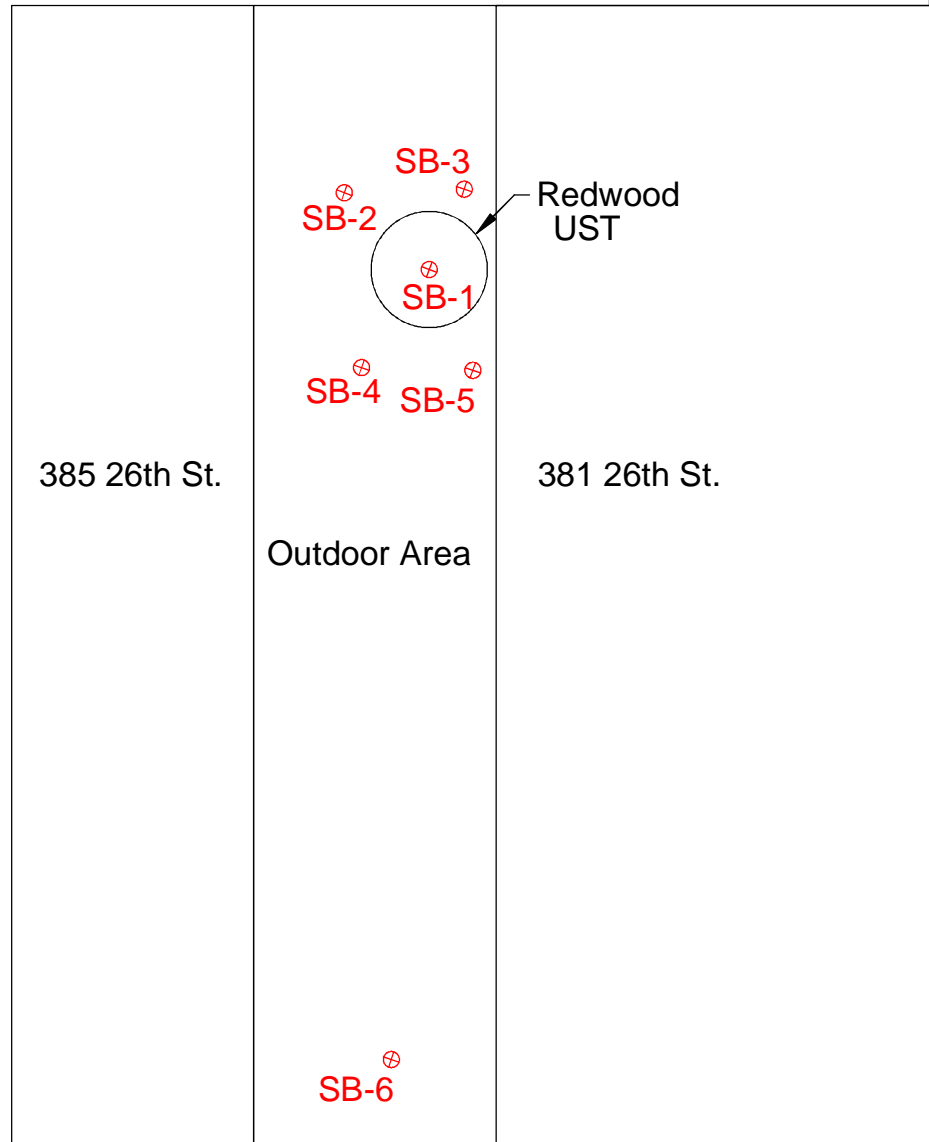 SB-3
Redwood
UST
SB-2
SB-1
SB-4
SB-5
385 26th St.
381 26th St.
Outdoor Area
SB-6